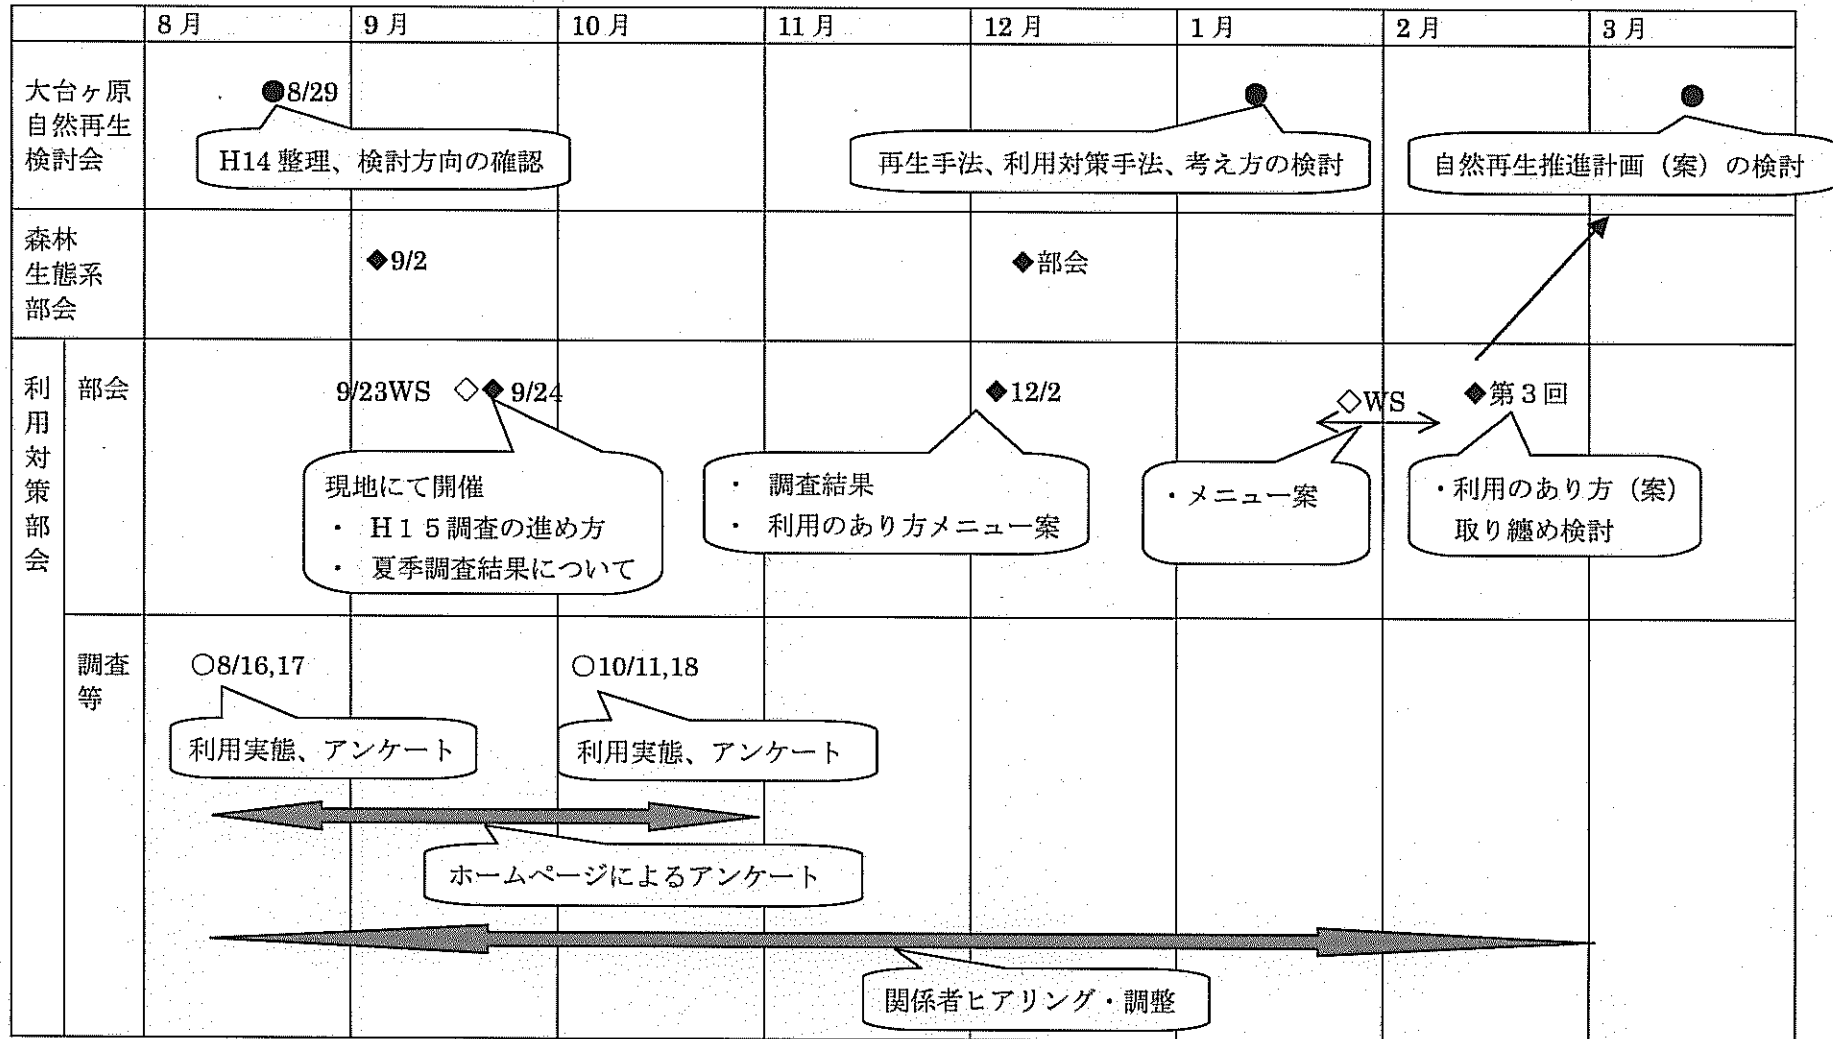 8月 9月 10月 11月 12月 1月 2月 3月
大台ヶ原
自然再生
検討会
●8/29
H14 整理、検討方向の確認
●
再生手法、利用対策手法、考え方の検討
●
自然再生推進計画（案）の検討
森林
生態系
部会
◆9/2
◆部会
利用対策部会
部会
9/23WS ◇◆ 9/24
現地にて開催
・ H15調査の進め方
・ 夏季調査結果について
◆12/2
・ 調査結果
・ 利用のあり方メニュー案
◇WS
・メニュー案
◆第3回
・利用のあり方（案）
取り纏め検討
調査
等
○8/16,17
利用実態、アンケート
○10/11,18
利用実態、アンケート
ホームページによるアンケート
関係者ヒアリング・調整